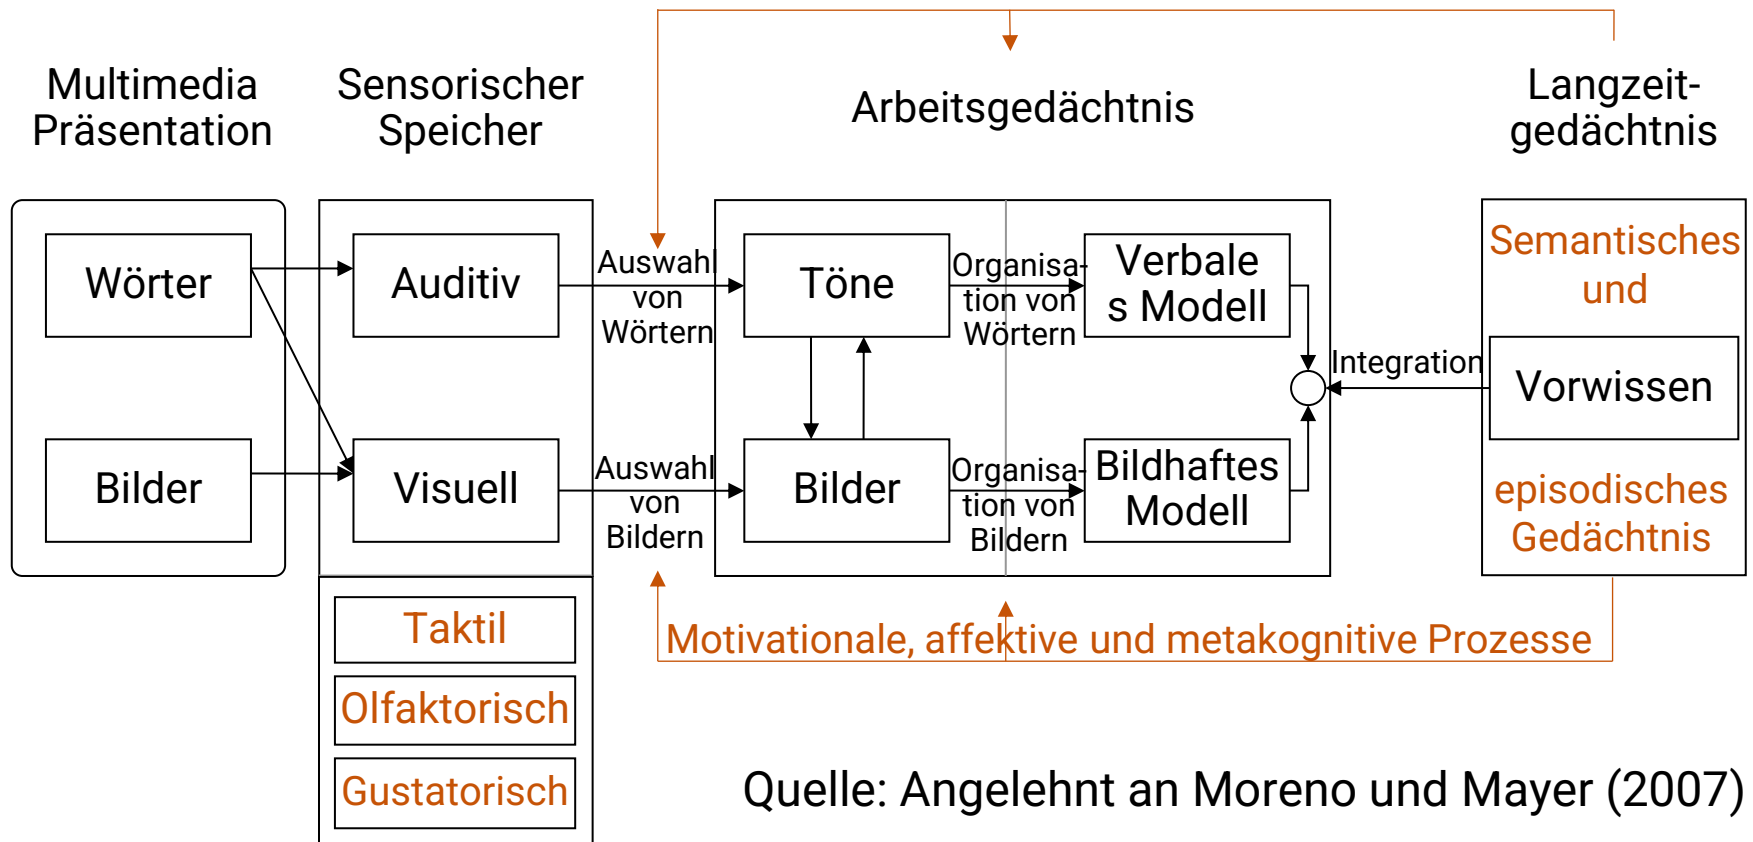 Multimedia
Präsentation
Sensorischer
Speicher
Arbeitsgedächtnis
Langzeit-
gedächtnis
Wörter
Bilder
Auditiv
Visuell
Taktil
Olfaktorisch
Gustatorisch
Auswahl
von
Wörtern
Auswahl
von
Bildern
Töne
Bilder
Organisa-
tion von
Wörtern
Organisa-
tion von
Bildern
Verbale
s Modell
Bildhaftes
Modell
Integration
Semantisches
und
Vorwissen
episodisches
Gedächtnis
Motivationale, affektive und metakognitive Prozesse
Quelle: Angelehnt an Moreno und Mayer (2007)